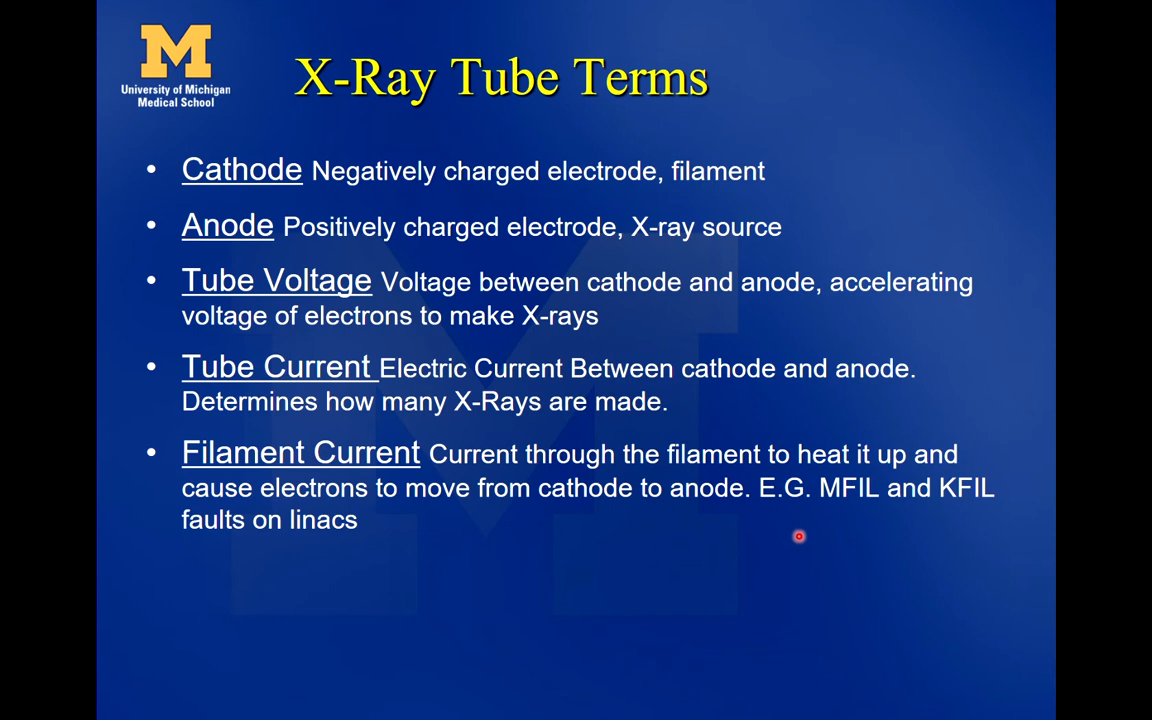 M
University of Michigan
Medical School
X-Ray Tube Terms
• Cathode Negatively charged electrode, filament
• Anode Positively charged electrode, X-ray source
• Tube Voltage Voltage between cathode and anode, accelerating
voltage of electrons to make X-rays
• Tube Current Electric Current Between cathode and anode.
Determines how many X-Rays are made.
• Filament Current Current through the filament to heat it up and
cause electrons to move from cathode to anode. E.G. MFIL and KFIL
faults on linacs